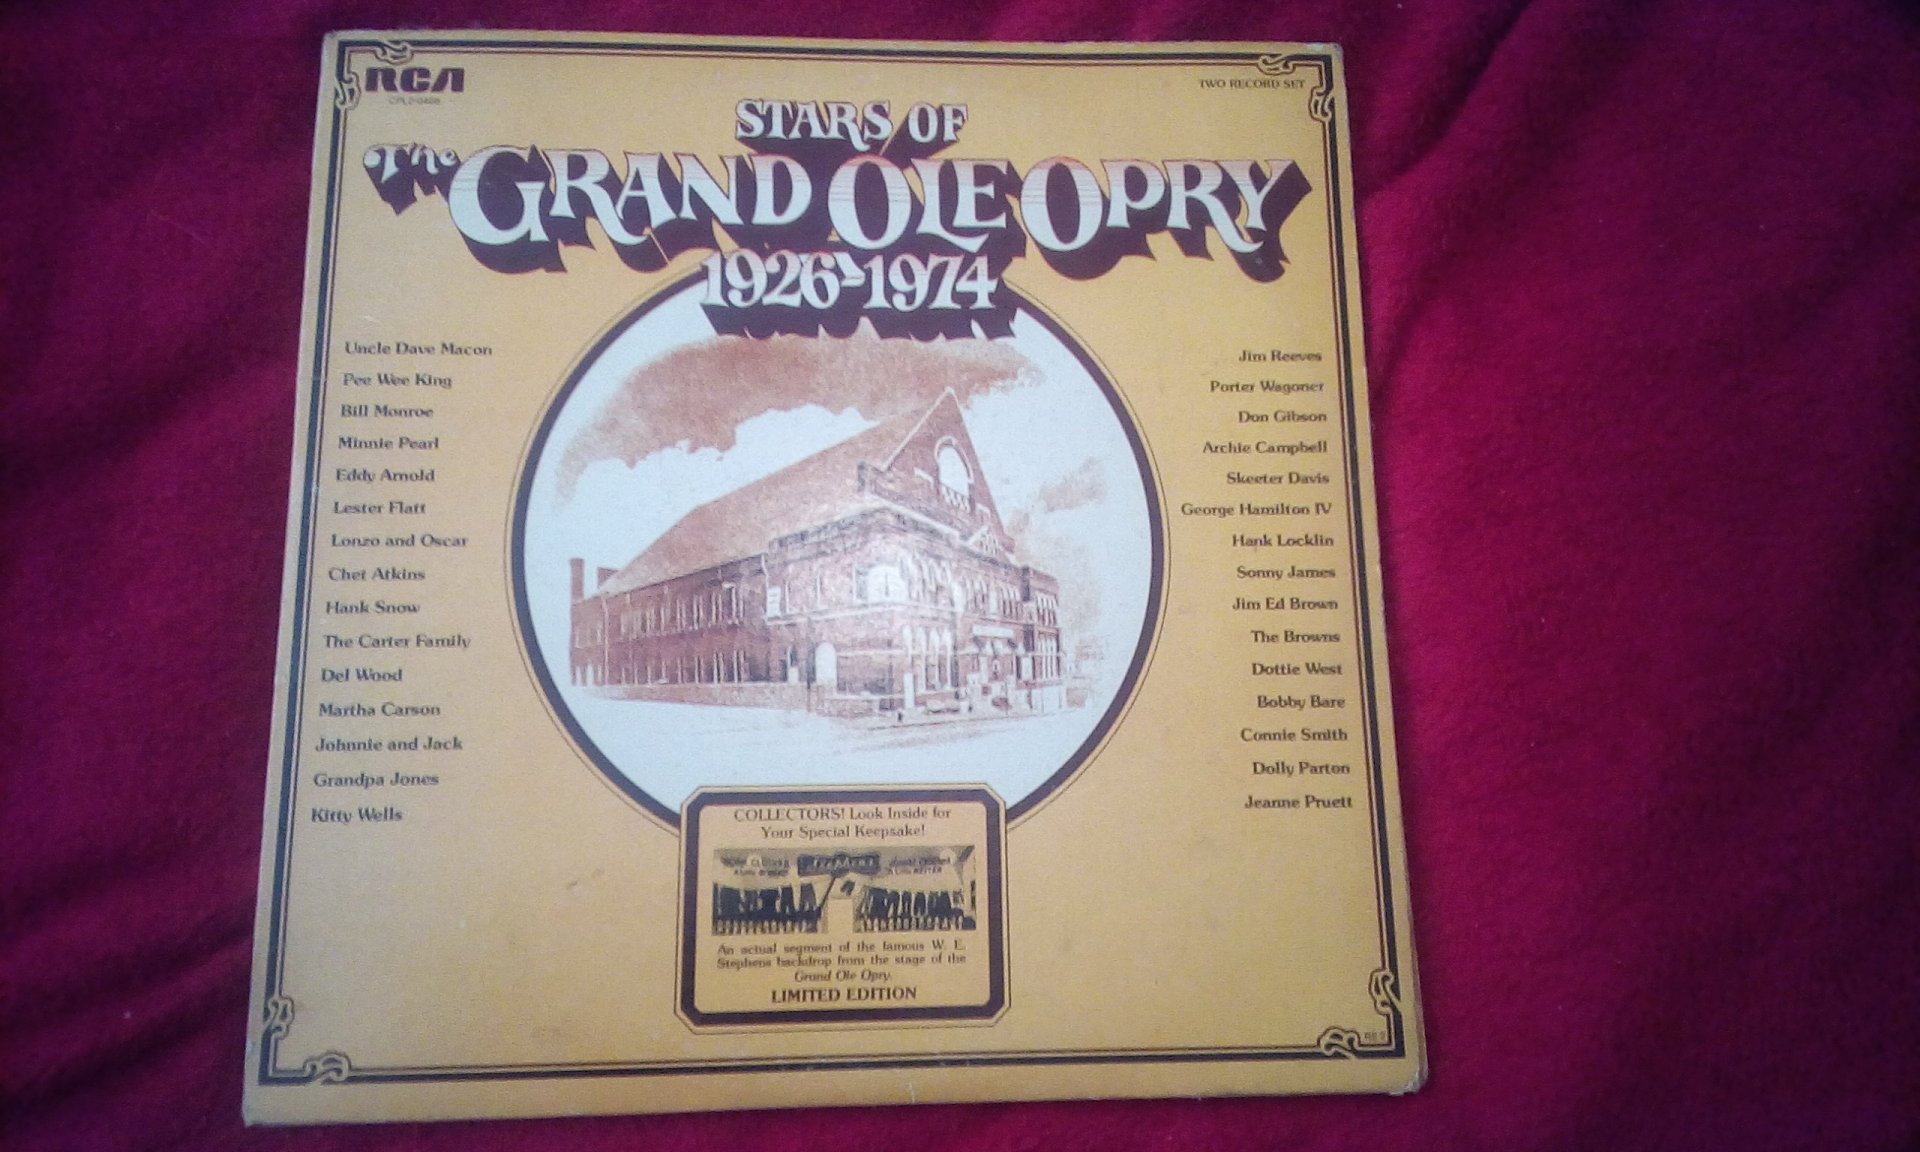 RCA
TWO RECORD SET
STARS OF
The GRAND OLE OPRY
1926-1974
Uncle Dave Macon
Pee Wee King
Bill Monroe
Minnie Pearl
Eddy Arnold
Lester Flatt
Lonzo and Oscar
Chet Atkins
Hank Snow
The Carter Family
Del Wood
Martha Carson
Johnnie and Jack
Grandpa Jones
Kitty Wells
Jim Reeves
Porter Wagoner
Don Gibson
Archie Campbell
Skeeter Davis
George Hamilton IV
Hank Locklin
Sonny James
Jim Ed Brown
The Browns
Dottie West
Bobby Bare
Connie Smith
Dolly Parton
Jeanne Pruett
COLLECTORS! Look Inside for
Your Special Keepsake!
An actual segment of the famous W. E.
Stephens backdrop from the stage of the
Grand Ole Opry.
LIMITED EDITION